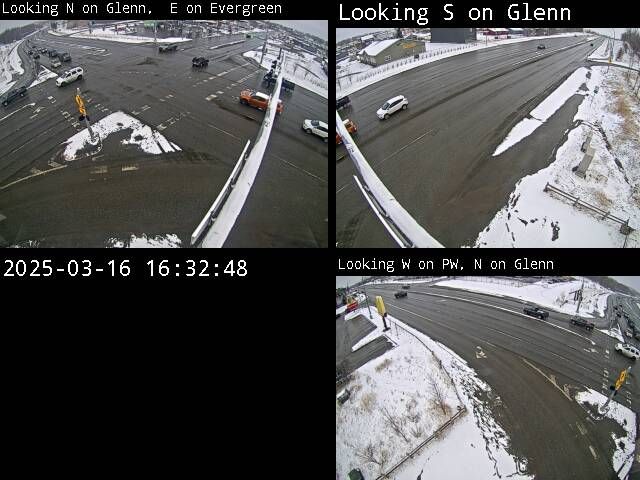 Looking N on Glenn,  E on Evergreen
Looking S on Glenn
2025-03-16 16:32:48
Looking W on PW, N on Glenn